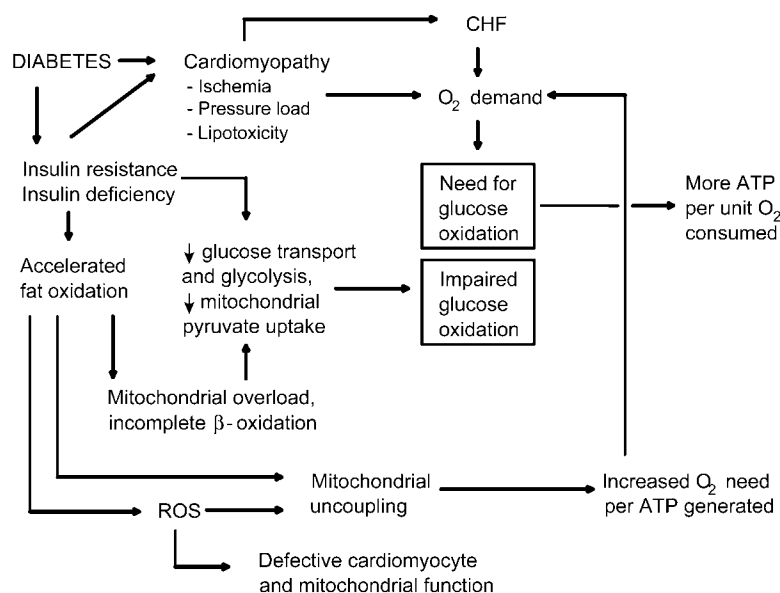 CHF
DIABETES
Cardiomyopathy
- Ischemia
- Pressure load
- Lipotoxicity
O2 demand
Insulin resistance
Insulin deficiency
Need for
glucose
oxidation
More ATP
per unit O2
consumed
Accelerated
fat oxidation
↓ glucose transport
and glycolysis,
↓ mitochondrial
pyruvate uptake
Impaired
glucose
oxidation
Mitochondrial overload,
incomplete β-oxidation
Mitochondrial
uncoupling
Increased O2 need
per ATP generated
ROS
Defective cardiomyocyte
and mitochondrial function